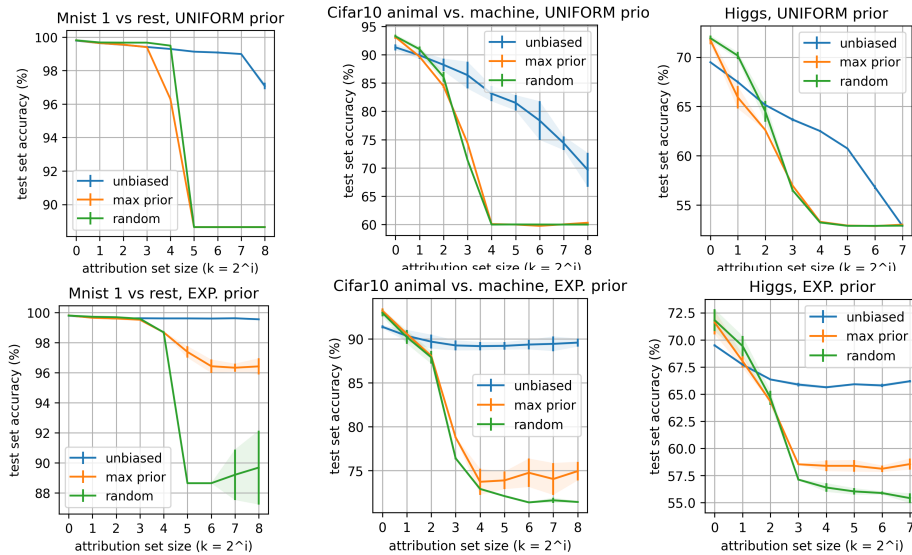 Mnist 1 vs rest, UNIFORM prior
test set accuracy (%)
100
98
96
94
92
90
unbiased
max prior
random
0 1 2 3 4 5 6 7 8
attribution set size (k = 2^i)
Cifar10 animal vs. machine, UNIFORM prio
test set accuracy (%)
95
90
85
80
75
70
65
60
unbiased
max prior
random
0 1 2 3 4 5 6 7 8
attribution set size (k = 2^i)
Higgs, UNIFORM prior
test set accuracy (%)
70
65
60
55
unbiased
max prior
random
0 1 2 3 4 5 6 7
attribution set size (k = 2^i)
Mnist 1 vs rest, EXP. prior
test set accuracy (%)
100
98
96
94
92
90
88
unbiased
max prior
random
0 1 2 3 4 5 6 7 8
attribution set size (k = 2^i)
Cifar10 animal vs. machine, EXP. prior
test set accuracy (%)
90
85
80
75
unbiased
max prior
random
0 1 2 3 4 5 6 7 8
attribution set size (k = 2^i)
Higgs, EXP. prior
test set accuracy (%)
72.5
70.0
67.5
65.0
62.5
60.0
57.5
55.0
unbiased
max prior
random
0 1 2 3 4 5 6 7
attribution set size (k = 2^i)